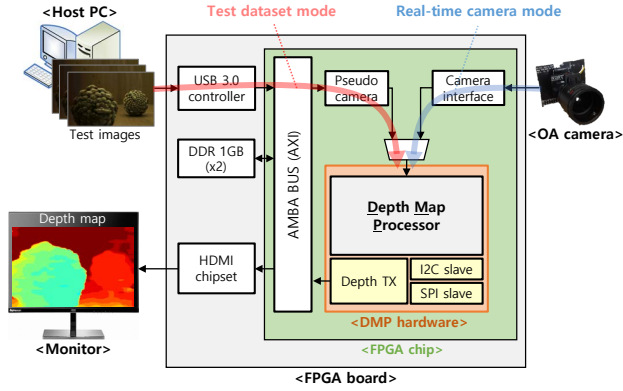 <Host PC>
Test dataset mode
Real-time camera mode
USB 3.0
controller
Pseudo
camera
Camera
interface
Test images
<OA camera>
DDR 1GB
(x2)
AMBA BUS (AXI)
Depth map
Depth Map
Processor
HDMI
chipset
Depth TX
I2C slave
SPI slave
<DMP hardware>
<Monitor>
<FPGA chip>
<FPGA board>